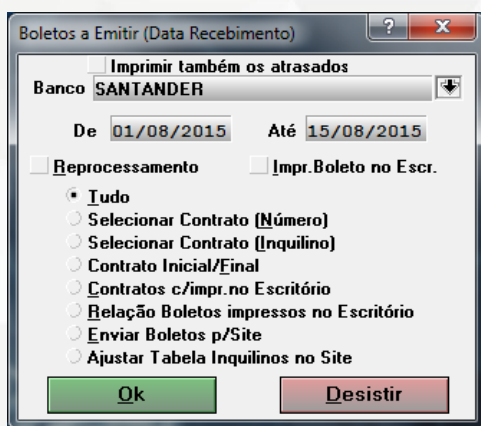 Boletos a Emitir (Data Recebimento) ? X
Imprimir também os atrasados
Banco SANTANDER
De 01/08/2015 Até 15/08/2015
Reprocessamento Impr.Boleto no Escr.
Tudo
Selecionar Contrato (Número)
Selecionar Contrato (Inquilino)
Contrato Inicial/Final
Contratos c/impr.no Escritório
Relação Boletos impressos no Escritório
Enviar Boletos p/Site
Ajustar Tabela Inquilinos no Site
Ok Desistir